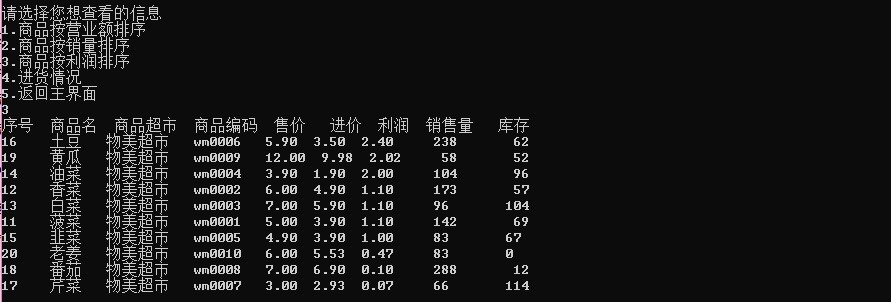 请选择您想查看的信息
1.商品按营业额排序
2.商品按销量排序
3.商品按利润排序
4.进货情况
5.返回主界面
3
序号 商品名 商品超市 商品编码 售价 进价 利润 销售量 库存
16 土豆 物美超市 wm0006 5.90 3.50 2.40 238 62
19 黄瓜 物美超市 wm0009 12.00 9.98 2.02 58 52
14 油菜 物美超市 wm0004 3.90 1.90 2.00 104 96
12 香菜 物美超市 wm0002 6.00 4.90 1.10 173 57
13 白菜 物美超市 wm0003 7.00 5.90 1.10 96 104
11 菠菜 物美超市 wm0001 5.00 3.90 1.10 142 69
15 韭菜 物美超市 wm0005 4.90 3.90 1.00 83 67
20 老姜 物美超市 wm0010 6.00 5.53 0.47 83 0
18 番茄 物美超市 wm0008 7.00 6.90 0.10 288 12
17 芹菜 物美超市 wm0007 3.00 2.93 0.07 66 114